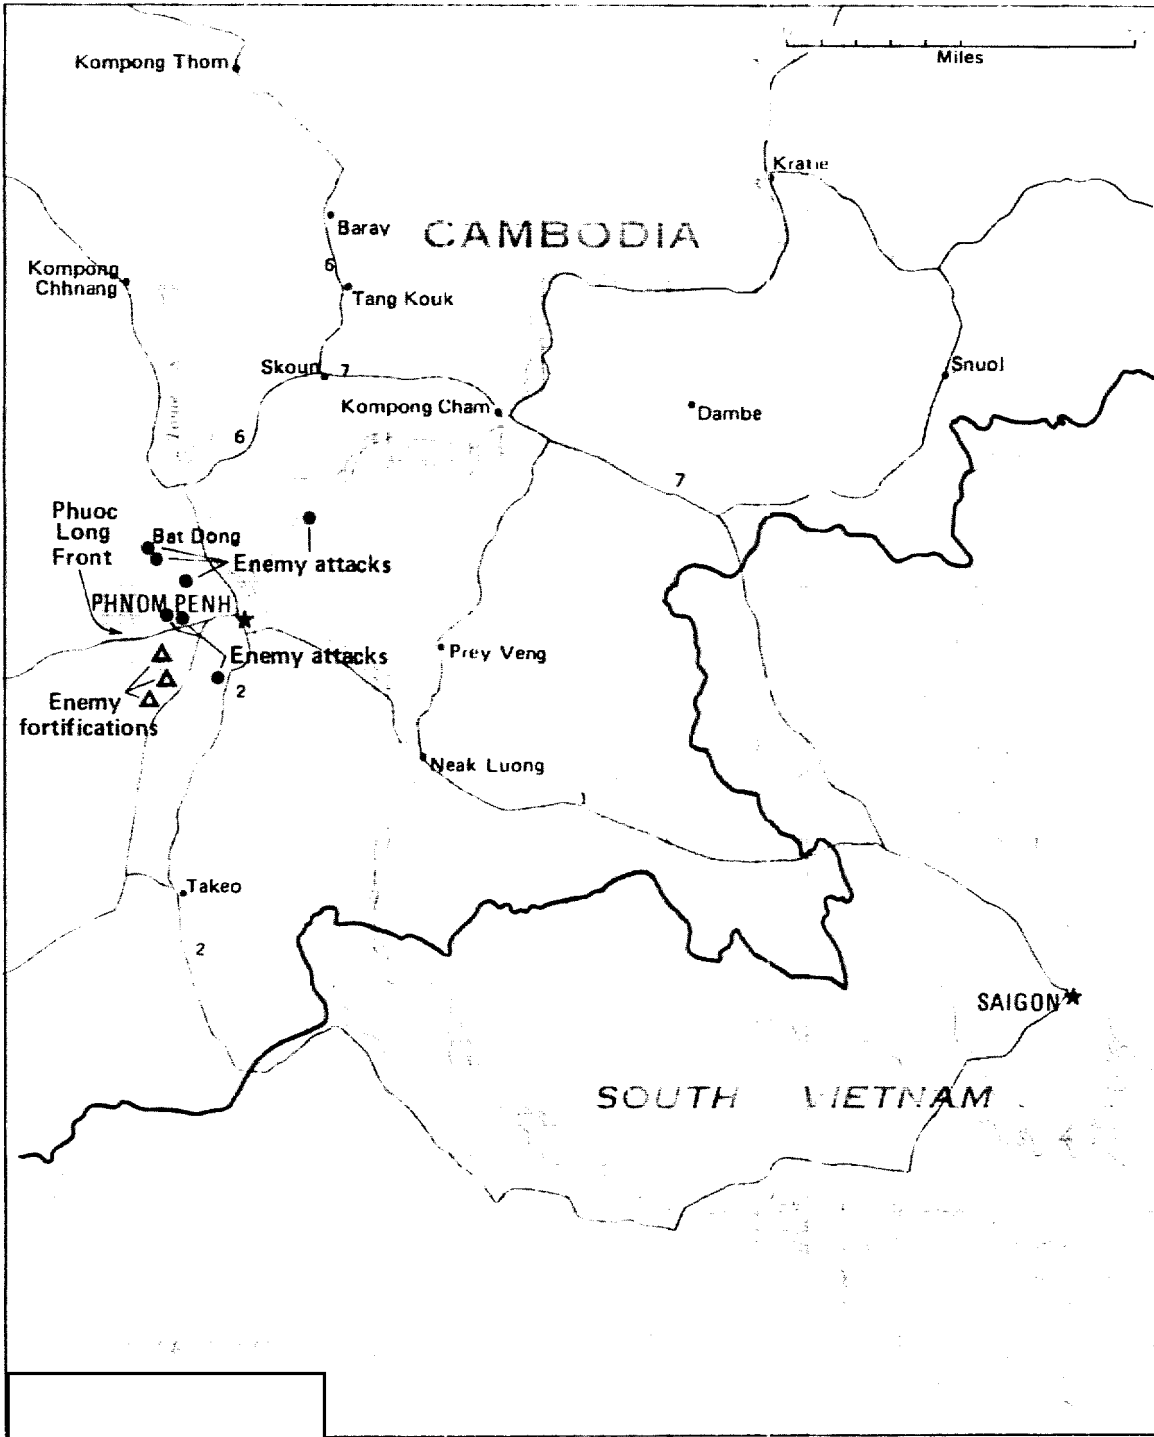 Miles
Kompong Thom
Kratie
Baray
CAMBODIA
6
Kompong
Chhnang
Tang Kouk
Skoun
7
Snuol
Kompong Cham
Dambe
6
7
Phuoc
Long
Front
Bat Dong
Enemy attacks
PHNOM PENH
Enemy attacks
Prey Veng
2
Enemy
fortifications
Neak Luong
1
Takeo
2
SAIGON
SOUTH VIETNAM